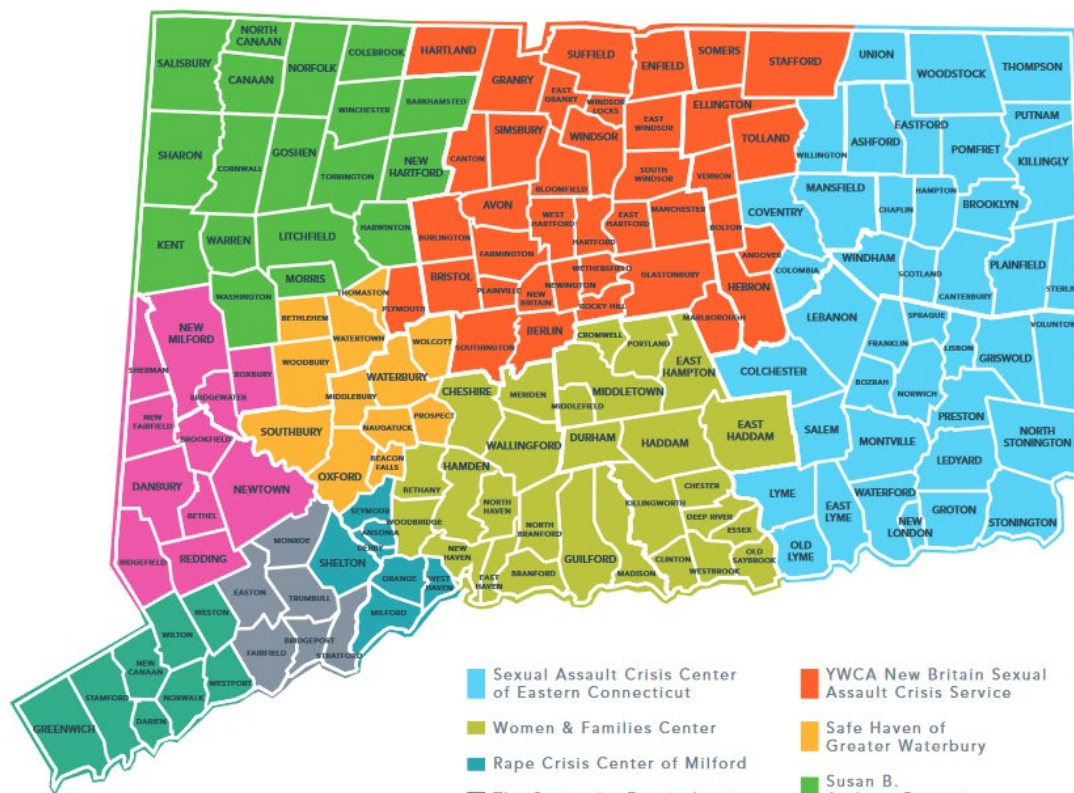 NORTH
CANAAN
SALISBURY
CANAAN
NORFOLK
COLEBROOK
HARTLAND
GRANBY
SUFFIELD
EAST
GRANBY
WINDSOR
LOCKS
ENFIELD
SOMERS
STAFFORD
UNION
WOODSTOCK
THOMPSON
WINCHESTER
BARKHAMSTED
SIMSBURY
WINDSOR
EAST
WINDSOR
ELLINGTON
TOLLAND
WILLINGTON
ASHFORD
EASTFORD
PUTNAM
POMFRET
KILLINGLY
SHARON
CORNWALL
GOSHEN
TORRINGTON
NEW
HARTFORD
CANTON
BLOOMFIELD
SOUTH
WINDSOR
VERNON
MANSFIELD
CHAPLIN
HAMPTON
BROOKLYN
KENT
WARREN
LITCHFIELD
HARWINTON
BURLINGTON
AVON
WEST
HARTFORD
HARTFORD
EAST
HARTFORD
MANCHESTER
BOLTON
COVENTRY
ANDOVER
COLOMBIA
WINDHAM
SCOTLAND
CANTERBURY
PLAINFIELD
STERLIN
WASHINGTON
MORRIS
THOMASTON
PLYMOUTH
BRISTOL
FARMINGTON
PLAINVILLE
NEW
BRITAIN
NEWINGTON
WETHERSFIELD
ROCKY HILL
GLASTONBURY
HEBRON
MARLBOROUGH
LEBANON
SPRAGUE
FRANKLIN
LISBON
GRISWOLD
VOLUNTOW
SHERMAN
NEW
MILFORD
ROXBURY
BRIDGEWATER
BETHLEHEM
WATERTOWN
WOODBURY
WOLCOTT
WATERBURY
MIDDLEBURY
SOUTHINGTON
BERLIN
CROMWELL
PORTLAND
EAST
HAMPTON
COLCHESTER
BOZRAH
NORWICH
PRESTON
NORTH
STONINGTON
NEW
FAIRFIELD
BROOKFIELD
SOUTHBURY
NAUGATUCK
PROSPECT
CHESHIRE
MERIDEN
MIDDLEFIELD
MIDDLETOWN
WALLINGFORD
DURHAM
HADDAM
EAST
HADDAM
SALEM
MONTVILLE
LEDYARD
DANBURY
BETHEL
NEWTOWN
OXFORD
BEACON
FALLS
BETHANY
HAMDEN
NORTH
HAVEN
NORTH
BRANFORD
KILLINGWORTH
CHESTER
DEEP RIVER
ESSEX
LYME
EAST
LYME
WATERFORD
NEW
LONDON
GROTON
STONINGTON
RIDGEFIELD
REDDING
MONROE
SEYMOUR
ANSONIA
DERBY
SHELTON
WOODBRIDGE
NEW
HAVEN
EAST
HAVEN
BRANFORD
GUILFORD
MADISON
CLINTON
WESTBROOK
OLD
SAYBROOK
OLD
LYME
EASTON
TRUMBULL
ORANGE
WEST
HAVEN
MILFORD
WESTON
WILTON
FAIRFIELD
BRIDGEPORT
STRATFORD
NEW
CANAAN
WESTPORT
NORWALK
GREENWICH
STAMFORD
DARIEN
Sexual Assault Crisis Center
of Eastern Connecticut
Women & Families Center
Rape Crisis Center of Milford
YWCA New Britain Sexual
Assault Crisis Service
Safe Haven of
Greater Waterbury
Susan B.